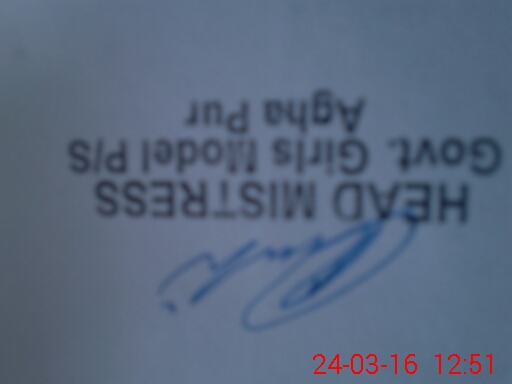 HEAD MISTRESS
Govt. Girls Model P/S
Agha Pur
24-03-16 12:51